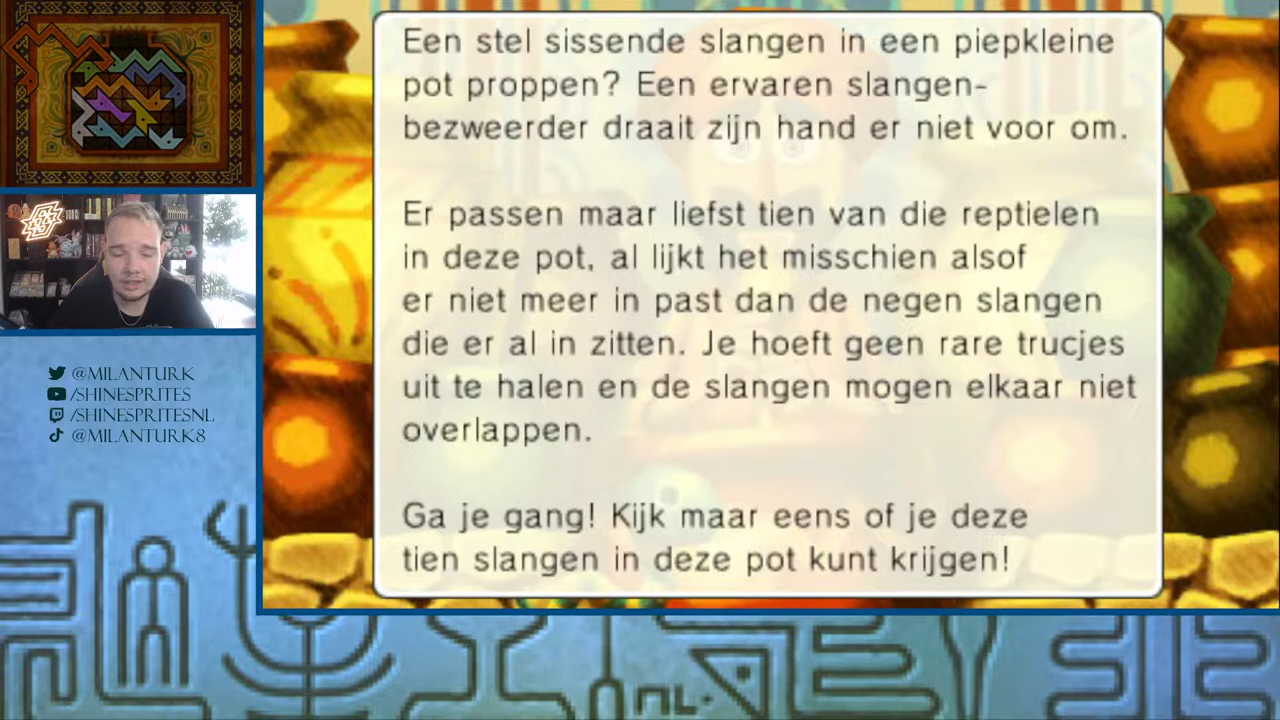 Een stel sissende slangen in een piepkleine
pot proppen? Een ervaren slangen-
bezweerder draait zijn hand er niet voor om.
Er passen maar liefst tien van die reptielen
in deze pot, al lijkt het misschien alsof
er niet meer in past dan de negen slangen
die er al in zitten. Je hoeft geen rare trucjes
uit te halen en de slangen mogen elkaar niet
overlappen.
Ga je gang! Kijk maar eens of je deze
tien slangen in deze pot kunt krijgen!
@MILANTURK
/SHINESPRITES
/SHINESPRITESNL
@MILANTURK8